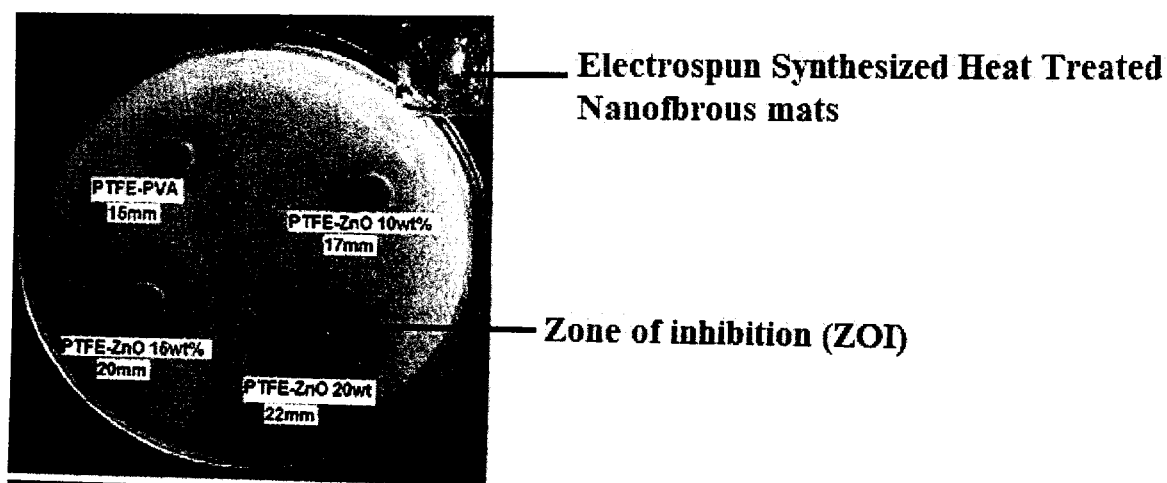 Electrospun Synthesized Heat Treated
Nanofbrous mats
PTFE-PVA
15mm
PTFE-ZnO 10wt%
17mm
Zone of inhibition (ZOI)
PTFE-ZnO 15wt%
20mm
PTFE-ZnO 20wt
22mm